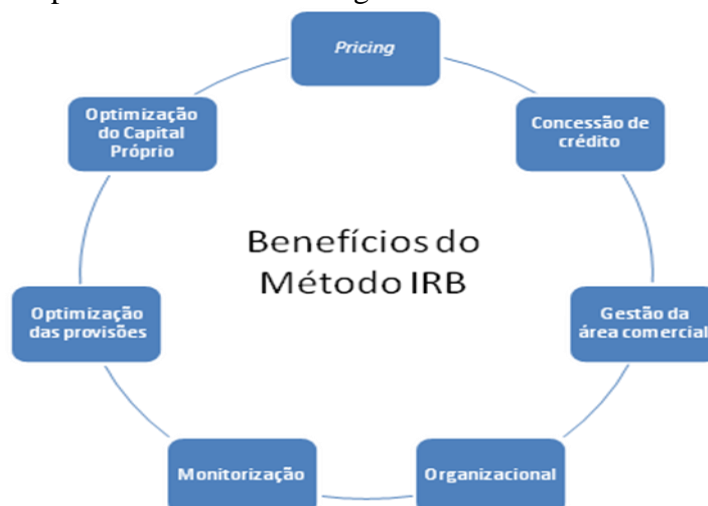 Pricing
Optimização
do Capital
Próprio
Concessão de
crédito
Benefícios do
Método IRB
Optimização
das provisões
Gestão da
área comercial
Monitorização
Organizacional